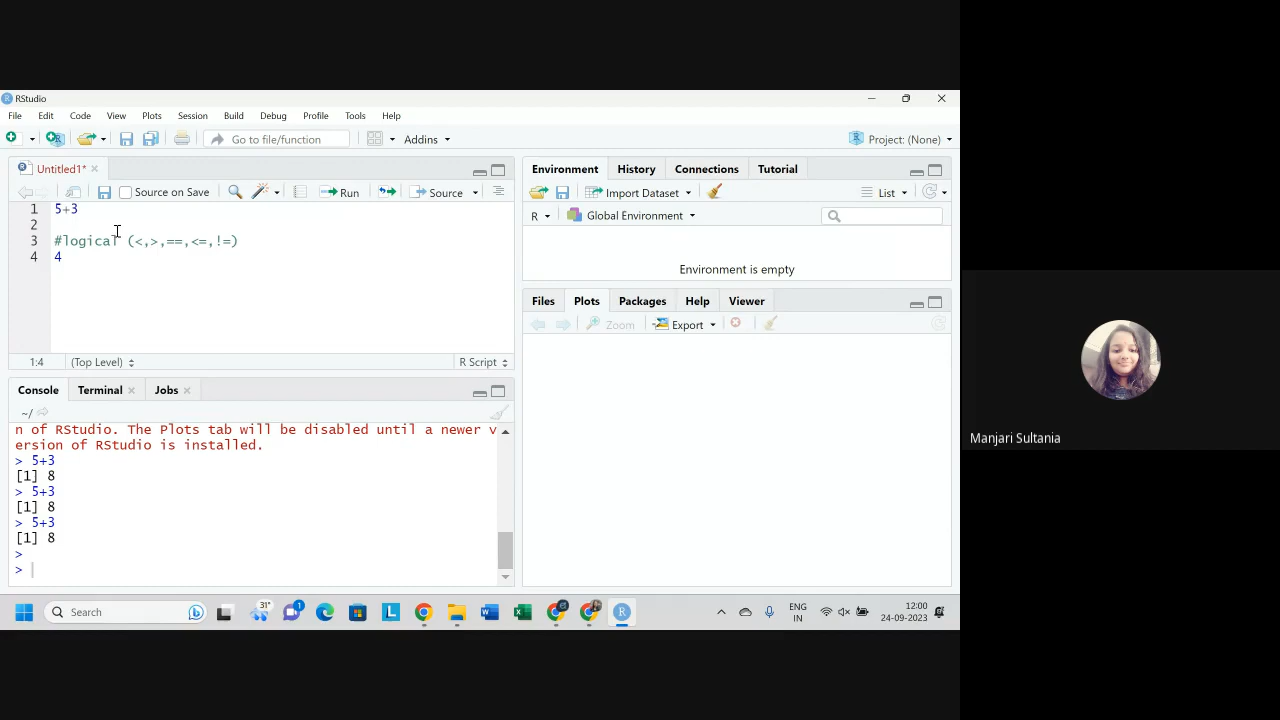 RStudio
File Edit Code View Plots Session Build Debug Profile Tools Help
Go to file/function Addins Project: (None)
Untitled1*
Source on Save Run Source
1 5+3
2
3 #logical (<,>,==,<=,!=)
4 4
1:4 (Top Level) R Script
Console Terminal Jobs
~/
n of RStudio. The Plots tab will be disabled until a newer v
ersion of RStudio is installed.
> 5+3
[1] 8
> 5+3
[1] 8
> 5+3
[1] 8
>
>
Environment History Connections Tutorial
Import Dataset List
R Global Environment
Environment is empty
Files Plots Packages Help Viewer
Zoom Export
Manjari Sultania
Search 31° 1 ENG IN 12:00 24-09-2023